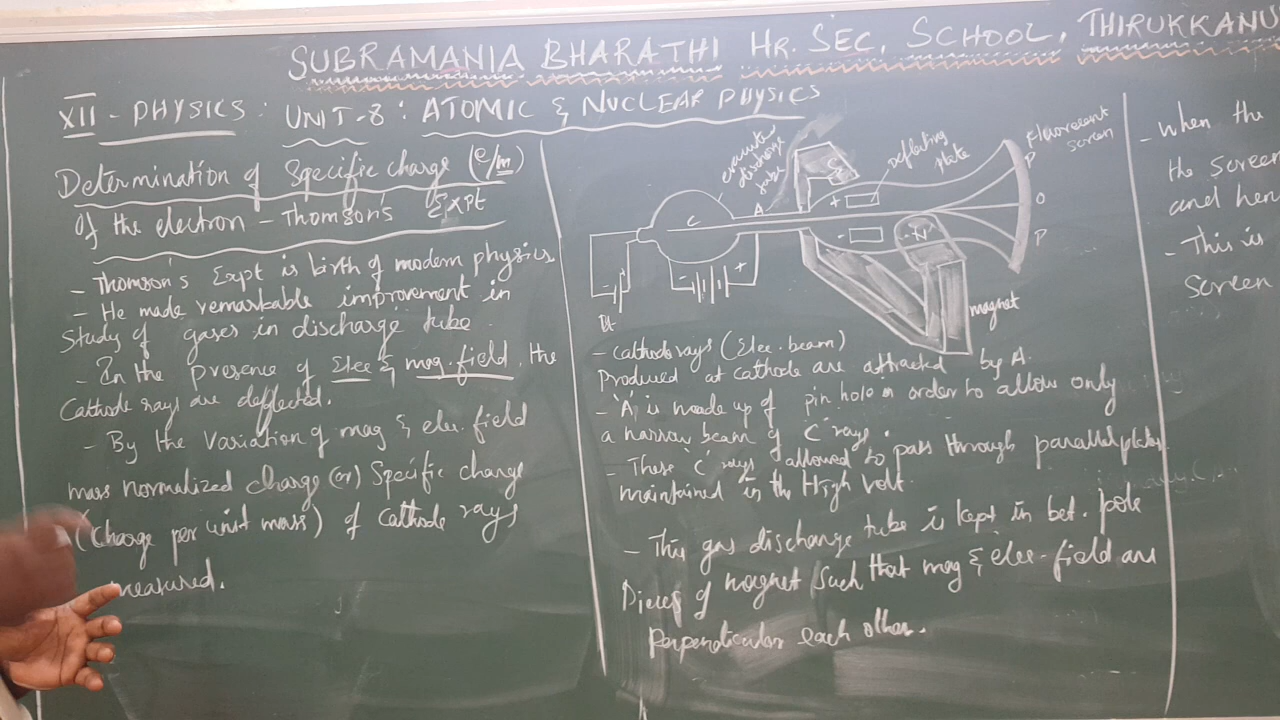 SUBRAMANIA BHARATHI HR. SEC. SCHOOL, THIRUKKANU
XII - PHYSICS : UNIT-8 : ATOMIC & NUCLEAR PHYSICS
Determination of Specific charge (e/m)
of the electron - Thomson's Expt
- Thomson's Expt is birth of modern physics
- He made remarkable improvement in
study of gases in discharge tube.
- In the presence of Elec & mag. field, the
Cathode rays are deflected.
- By the variation of mag & elec. field
mass normalized charge (or) Specific charge
(Charge per unit mass) of Cathode rays
measured.
evacuated discharge tube
deflecting plate
Fluorescent screen
P
S
C
A
+
O
-
N
P
- +
-
magnet
- Cathode rays (Elec. beam)
produced at cathode are attracted by A.
- 'A' is made up of pin hole in order to allow only
a narrow beam of 'C' rays
- These 'C' rays allowed to pass through parallel plates
maintained in the High volt.
- This gas discharge tube is kept in bet. pole
Pieces of magnet such that mag & elec-field are
perpendicular each other.
- when the
the screen
and hen
- This is
screen